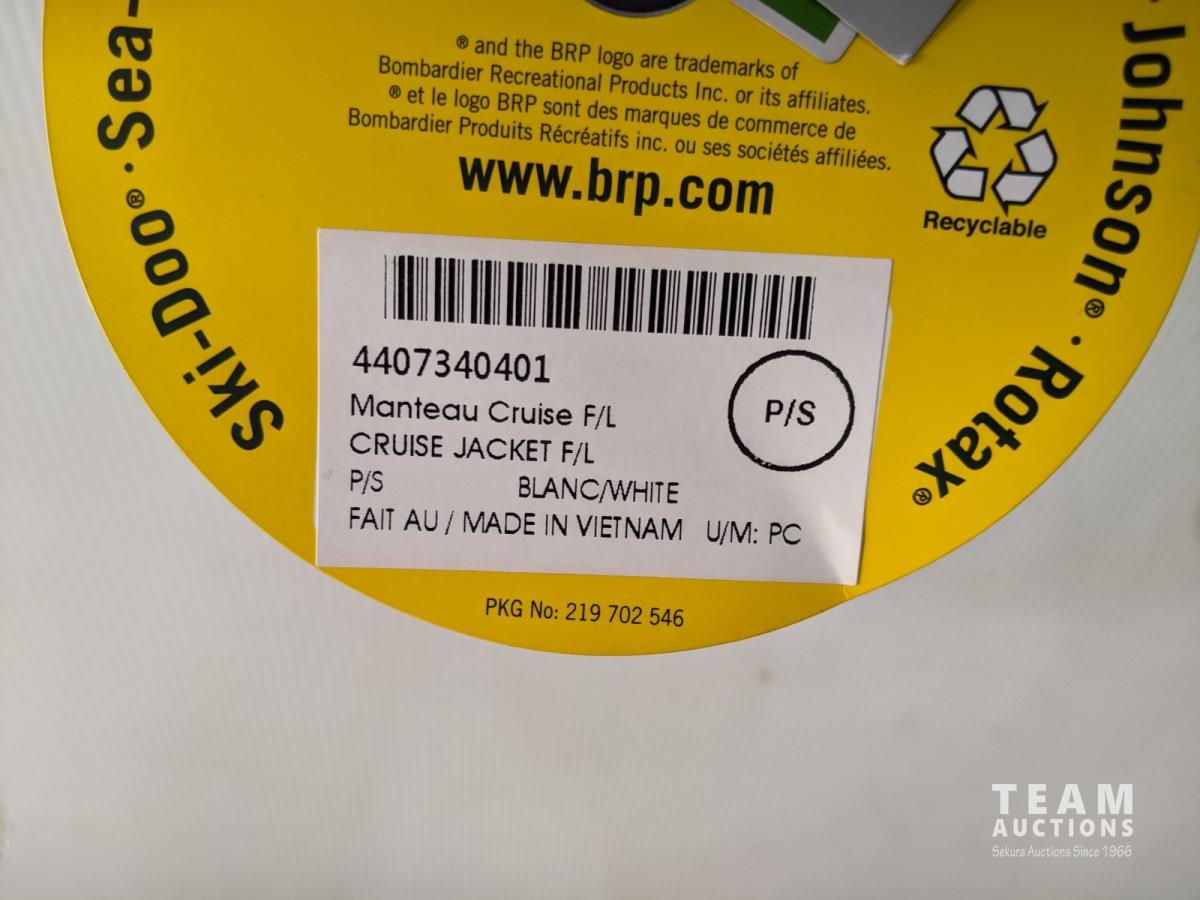 ® and the BRP logo are trademarks of
Bombardier Recreational Products Inc. or its affiliates.
® et le logo BRP sont des marques de commerce de
Bombardier Produits Récréatifs inc. ou ses sociétés affiliées.
www.brp.com
Recyclable
Ski-Doo® · Sea-
Johnson® · Rotax®
4407340401
Manteau Cruise F/L
CRUISE JACKET F/L
P/S
P/S BLANC/WHITE
FAIT AU / MADE IN VIETNAM U/M: PC
PKG No: 219 702 546
TEAM
AUCTIONS
Sekura Auctions Since 1966